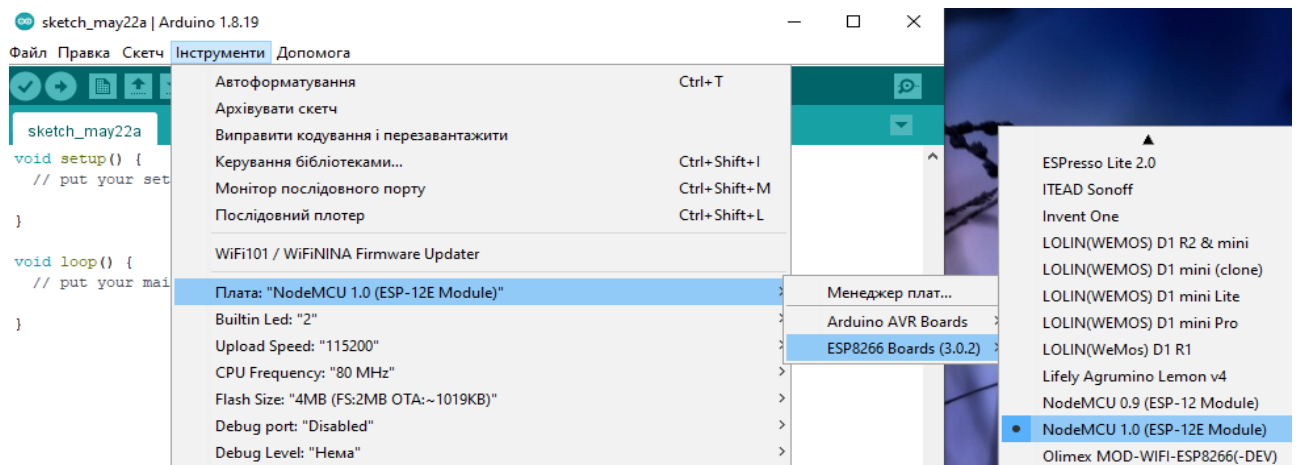 sketch_may22a | Arduino 1.8.19
Файл Правка Скетч Інструменти Допомога
sketch_may22a
void setup() {
// put your set
}
void loop() {
// put your mai
}
Автоформатування Ctrl+T
Архівувати скетч
Виправити кодування і перезавантажити
Керування бібліотеками... Ctrl+Shift+I
Монітор послідовного порту Ctrl+Shift+M
Послідовний плотер Ctrl+Shift+L
WiFi101 / WiFiNINA Firmware Updater
Плата: "NodeMCU 1.0 (ESP-12E Module)"
Builtin Led: "2"
Upload Speed: "115200"
CPU Frequency: "80 MHz"
Flash Size: "4MB (FS:2MB OTA:~1019KB)"
Debug port: "Disabled"
Debug Level: "Нема"
Менеджер плат...
Arduino AVR Boards
ESP8266 Boards (3.0.2)
ESPresso Lite 2.0
ITEAD Sonoff
Invent One
LOLIN(WEMOS) D1 R2 & mini
LOLIN(WEMOS) D1 mini (clone)
LOLIN(WEMOS) D1 mini Lite
LOLIN(WEMOS) D1 mini Pro
LOLIN(WeMos) D1 R1
Lifely Agrumino Lemon v4
NodeMCU 0.9 (ESP-12 Module)
NodeMCU 1.0 (ESP-12E Module)
Olimex MOD-WIFI-ESP8266(-DEV)